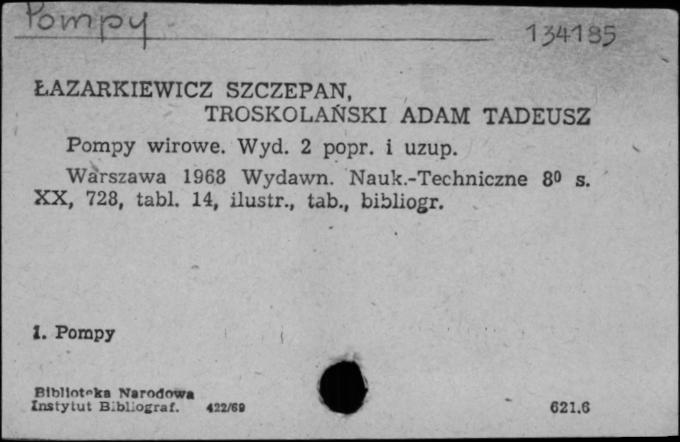 Pompy
134185
ŁAZARKIEWICZ SZCZEPAN,
TROSKOLAŃSKI ADAM TADEUSZ
Pompy wirowe. Wyd. 2 popr. i uzup.
Warszawa 1968 Wydawn. Nauk.-Techniczne 8⁰ s.
XX, 728, tabl. 14, ilustr., tab., bibliogr.
1. Pompy
Biblioteka Narodowa
Instytut Bibliograf. 422/69
621.6